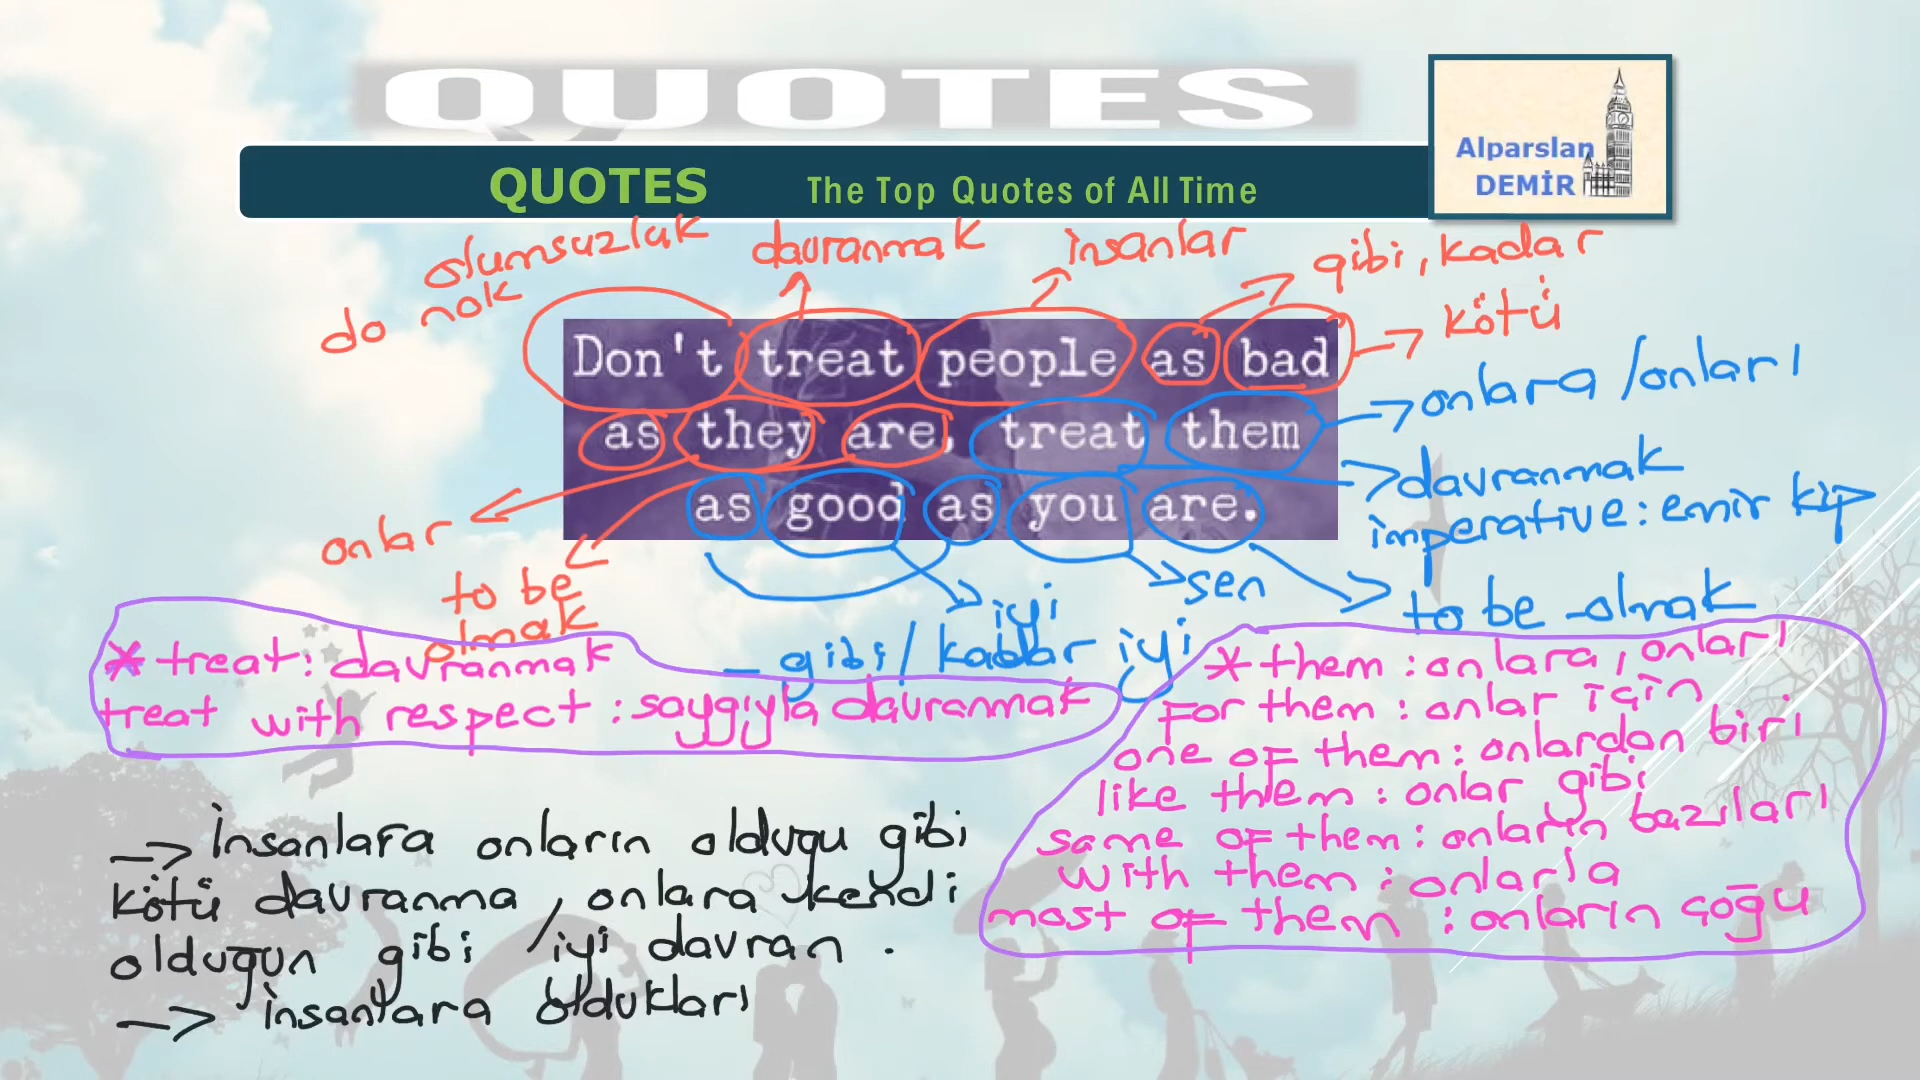 QUOTES
QUOTES The Top Quotes of All Time
Alparslan
DEMİR
olumsuzluk
do not
davranmak
insanlar
gibi, kadar
kötü
Don't treat people as bad
as they are, treat them
as good as you are.
onlara /onları
davranmak
imperative: emir kip
onlar
to be
olmak
iyi
sen
to be -olmak
_ gibi / kadar iyi
* treat: davranmak
treat with respect : saygıyla davranmak
* them : onlara, onları
For them : onlar için
one of them : onlardan biri
like them : onlar gibi
some of them : onların bazıları
with them : onlarla
most of them : onların çoğu
--> İnsanlara onların olduğu gibi
kötü davranma, onlara kendi
olduğun gibi / iyi davran .
--> İnsanlara oldukları